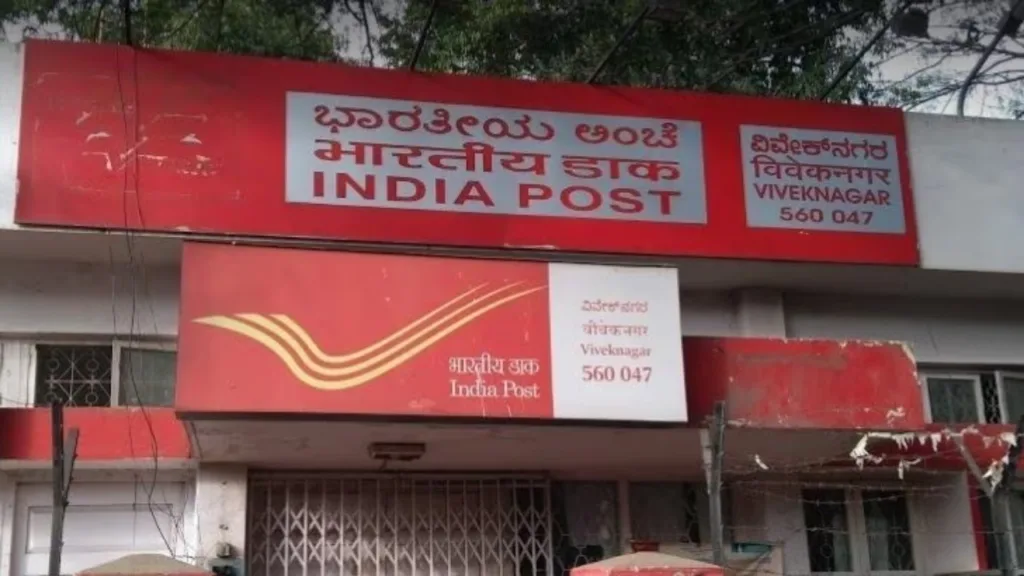 ಭಾರತೀಯ ಅಂಚೆ
भारतीय डाक
INDIA POST
ವಿವೇಕ್‌ನಗರ
विवेकनगर
VIVEKNAGAR
560 047
भारतीय डाक
India Post
ವಿವೇಕ್‌ನಗರ
वीवेकनगर
Viveknagar
560 047